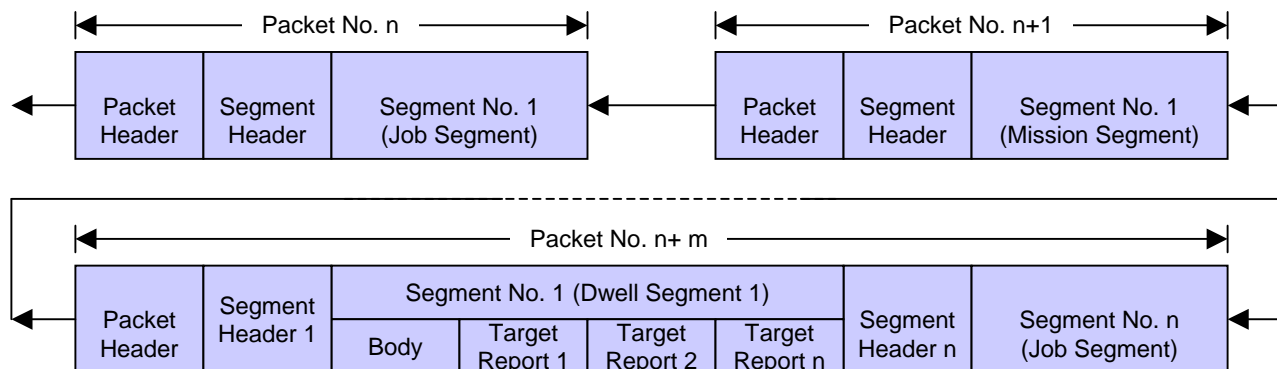 Packet No. n
Packet No. n+1
Packet Header
Segment Header
Segment No. 1 (Job Segment)
Packet Header
Segment Header
Segment No. 1 (Mission Segment)
Packet No. n+ m
Packet Header
Segment Header 1
Segment No. 1 (Dwell Segment 1)
Body
Target Report 1
Target Report 2
Target Report n
Segment Header n
Segment No. n (Job Segment)